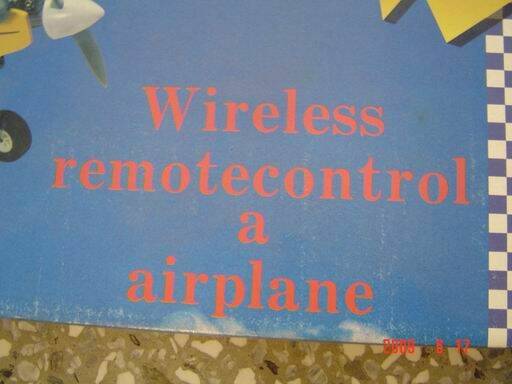 Wireless
remotecontrol
a
airplane